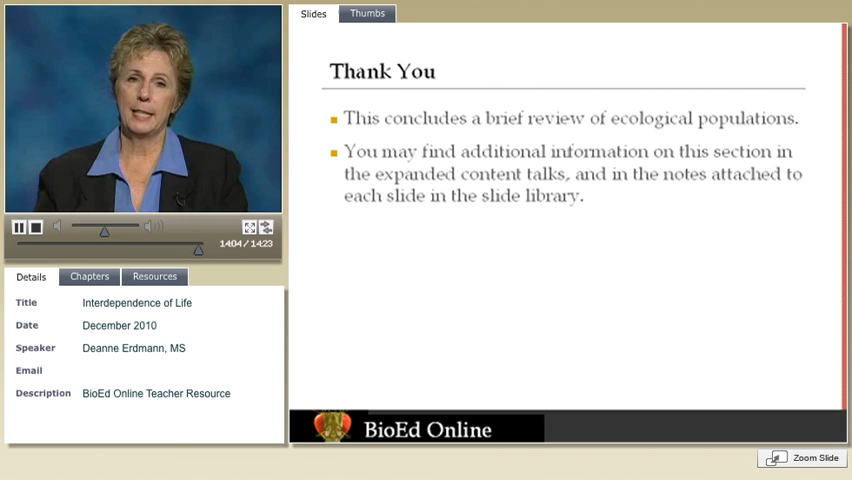 Slides
Thumbs
Thank You
This concludes a brief review of ecological populations.
You may find additional information on this section in
the expanded content talks, and in the notes attached to
each slide in the slide library.
14:04 / 14:23
Details
Chapters
Resources
Title Interdependence of Life
Date December 2010
Speaker Deanne Erdmann, MS
Email
Description BioEd Online Teacher Resource
BioEd Online
Zoom Slide